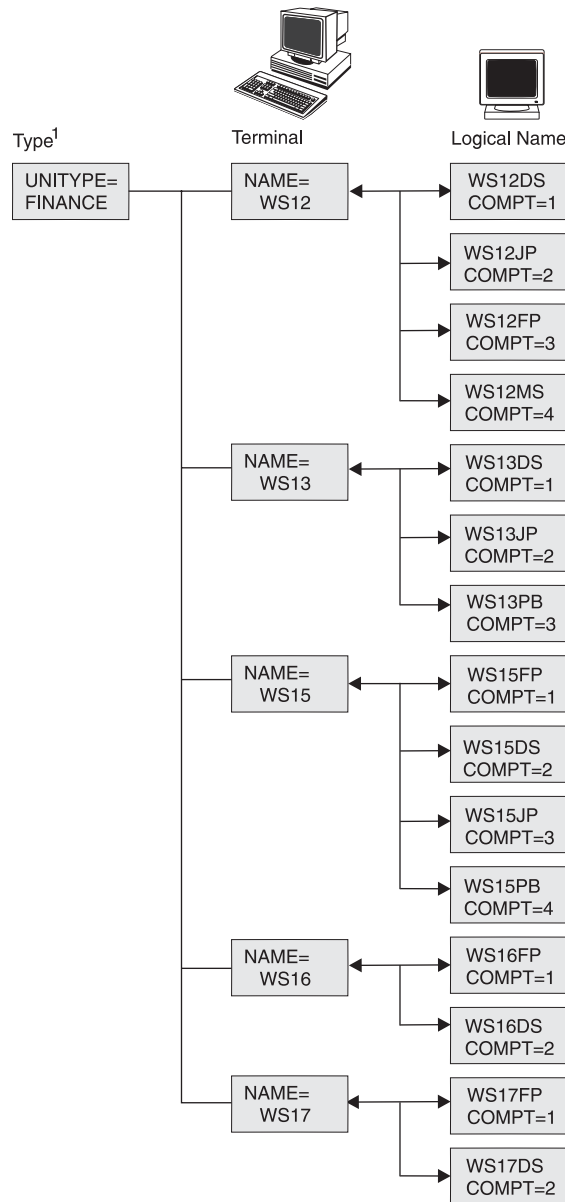 Type1
Terminal
Logical Name
UNITYPE=
FINANCE
NAME=
WS12
WS12DS
COMPT=1
WS12JP
COMPT=2
WS12FP
COMPT=3
WS12MS
COMPT=4
NAME=
WS13
WS13DS
COMPT=1
WS13JP
COMPT=2
WS13PB
COMPT=3
NAME=
WS15
WS15FP
COMPT=1
WS15DS
COMPT=2
WS15JP
COMPT=3
WS15PB
COMPT=4
NAME=
WS16
WS16FP
COMPT=1
WS16DS
COMPT=2
NAME=
WS17
WS17FP
COMPT=1
WS17DS
COMPT=2